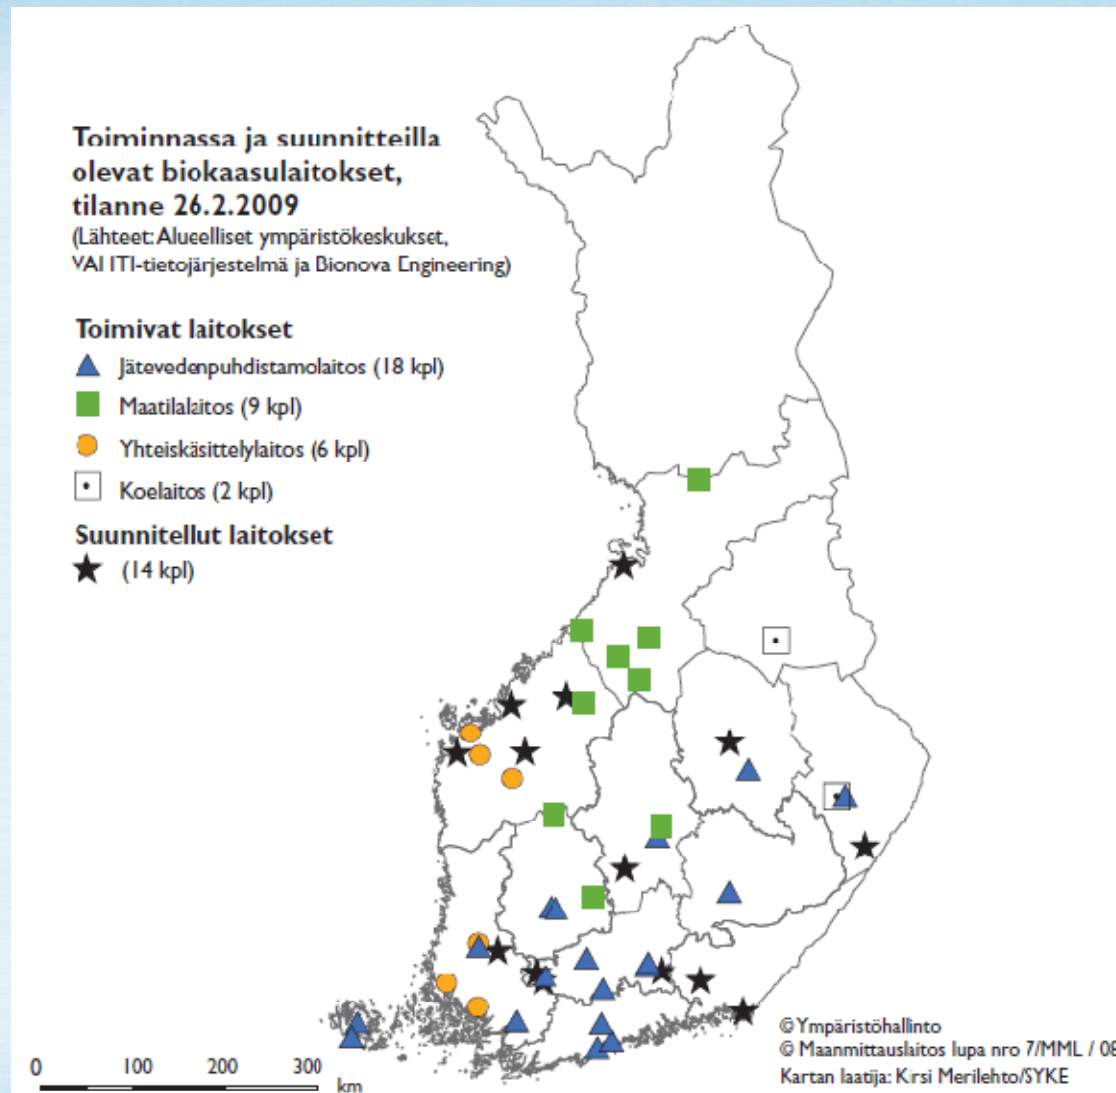 Toiminnassa ja suunnitteilla
olevat biokaasulaitokset,
tilanne 26.2.2009
(Lähteet: Alueelliset ympäristökeskukset,
VAHTI-tietojärjestelmä ja Bionova Engineering)
Toimivat laitokset
Jätevedenpuhdistamolaitos (18 kpl)
Maatilalaitos (9 kpl)
Yhteiskäsittelylaitos (6 kpl)
Koelaitos (2 kpl)
Suunnitellut laitokset
(14 kpl)
0 100 200 300
km
© Ympäristöhallinto
© Maanmittauslaitos lupa nro 7/MML / 08
Kartan laatija: Kirsi Merilehto/SYKE